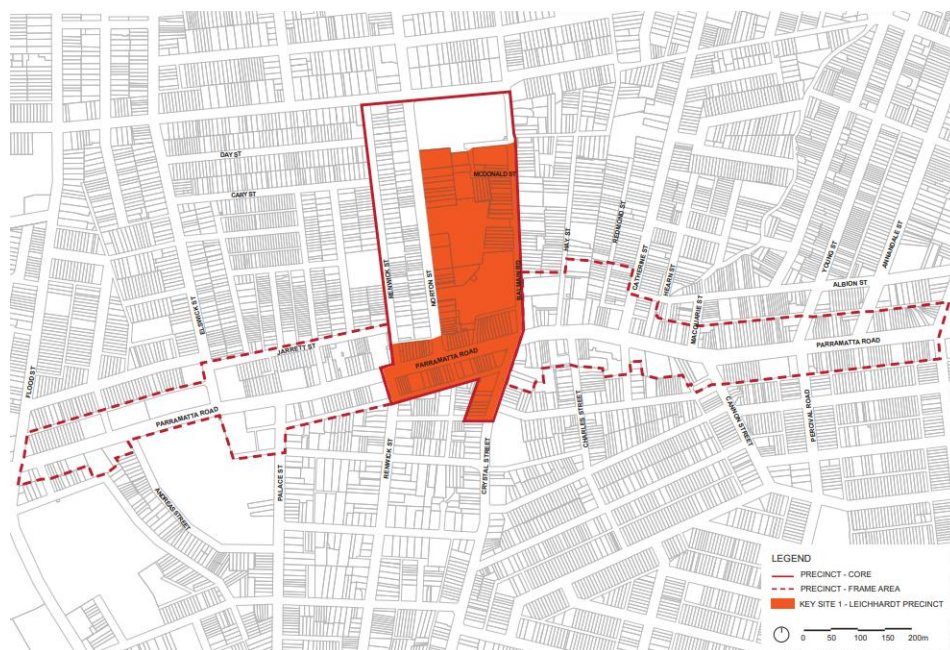 DAY ST
CARY ST
MCDONALD ST
RENWICK ST
NORTON ST
BALMAIN RD
HAY ST
REDMOND ST
CATHERINE ST
HEARN ST
MACQUARIE ST
YOUNG ST
ANNANDALE ST
ALBION ST
ELSWICK ST
JARRETT ST
PARRAMATTA ROAD
PARRAMATTA ROAD
FLOOD ST
PARRAMATTA ROAD
CHARLES STREET
CANNON STREET
PERCIVAL ROAD
RENWICK ST
CRYSTAL STREET
PALACE ST
ANDREAS STREET
LEGEND
PRECINCT - CORE
PRECINCT - FRAME AREA
KEY SITE 1 - LEICHHARDT PRECINCT
0 50 100 150 200m